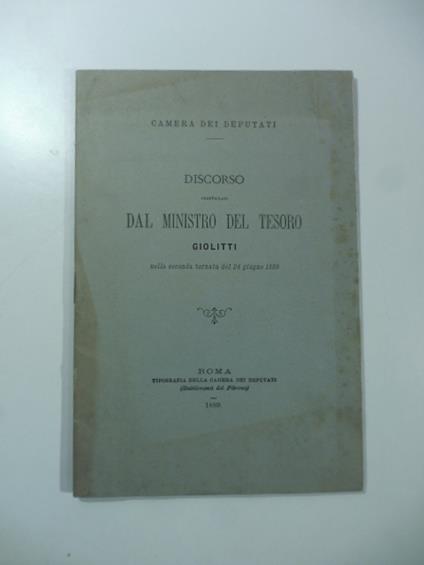 CAMERA DEI DEPUTATI
DISCORSO
PRONUNZIATO
DAL MINISTRO DEL TESORO
GIOLITTI
nella seconda tornata del 24 giugno 1889
ROMA
TIPOGRAFIA DELLA CAMERA DEI DEPUTATI
(Stabilimenti del Fibreno)
1889